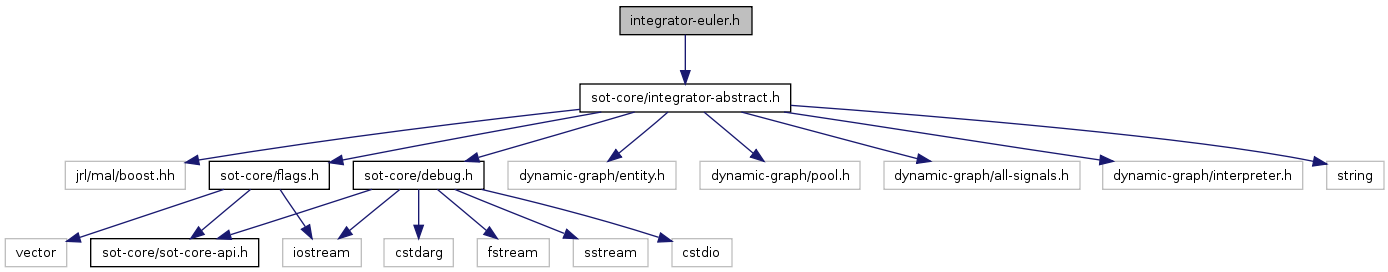 integrator-euler.h
sot-core/integrator-abstract.h
jrl/mal/boost.hh
sot-core/flags.h
sot-core/debug.h
dynamic-graph/entity.h
dynamic-graph/pool.h
dynamic-graph/all-signals.h
dynamic-graph/interpreter.h
string
vector
sot-core/sot-core-api.h
iostream
cstdarg
fstream
sstream
cstdio